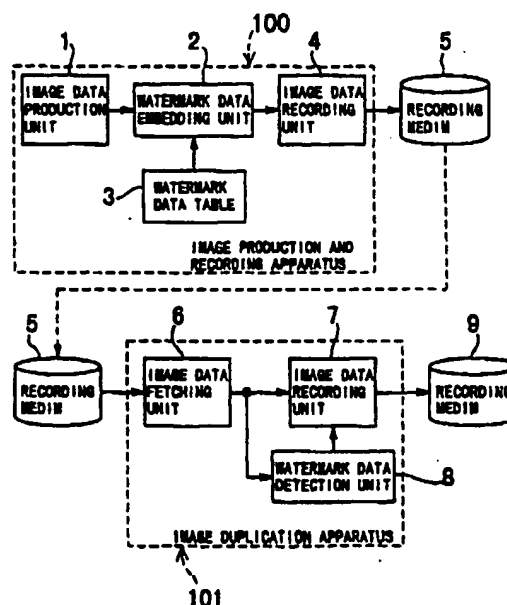 100
1
2
4
5
IMAGE DATA
PRODUCTION
UNIT
WATERMARK DATA
EMBEDDING UNIT
IMAGE DATA
RECORDING
UNIT
RECORDING
MEDIM
3
WATERMARK
DATA TABLE
IMAGE PRODUCTION AND
RECORDING APPARATUS
5
6
7
9
RECORDING
MEDIM
IMAGE DATA
FETCHING
UNIT
IMAGE DATA
RECORDING
UNIT
RECORDING
MEDIM
WATERMARK DATA
DETECTION UNIT
8
IMAGE DUPLICATION APPARATUS
101